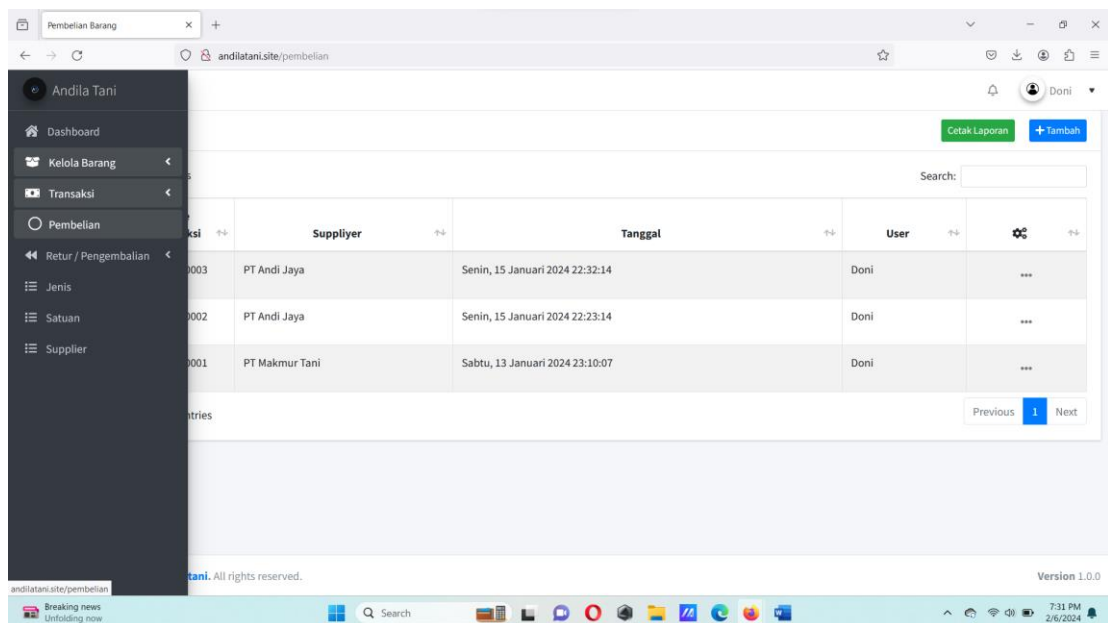 Pembelian Barang
andilatani.site/pembelian
Andila Tani
Doni
Dashboard
Cetak Laporan
+ Tambah
Kelola Barang
Search:
Transaksi
Pembelian
ksi Suppliyer Tanggal User
Retur / Pengembalian
0003 PT Andi Jaya Senin, 15 Januari 2024 22:32:14 Doni
Jenis
Satuan
0002 PT Andi Jaya Senin, 15 Januari 2024 22:23:14 Doni
Supplier
0001 PT Makmur Tani Sabtu, 13 Januari 2024 23:10:07 Doni
ntries
Previous 1 Next
tani. All rights reserved.
Version 1.0.0
andilatani.site/pembelian
Breaking news
Unfolding now
Search
7:31 PM
2/6/2024